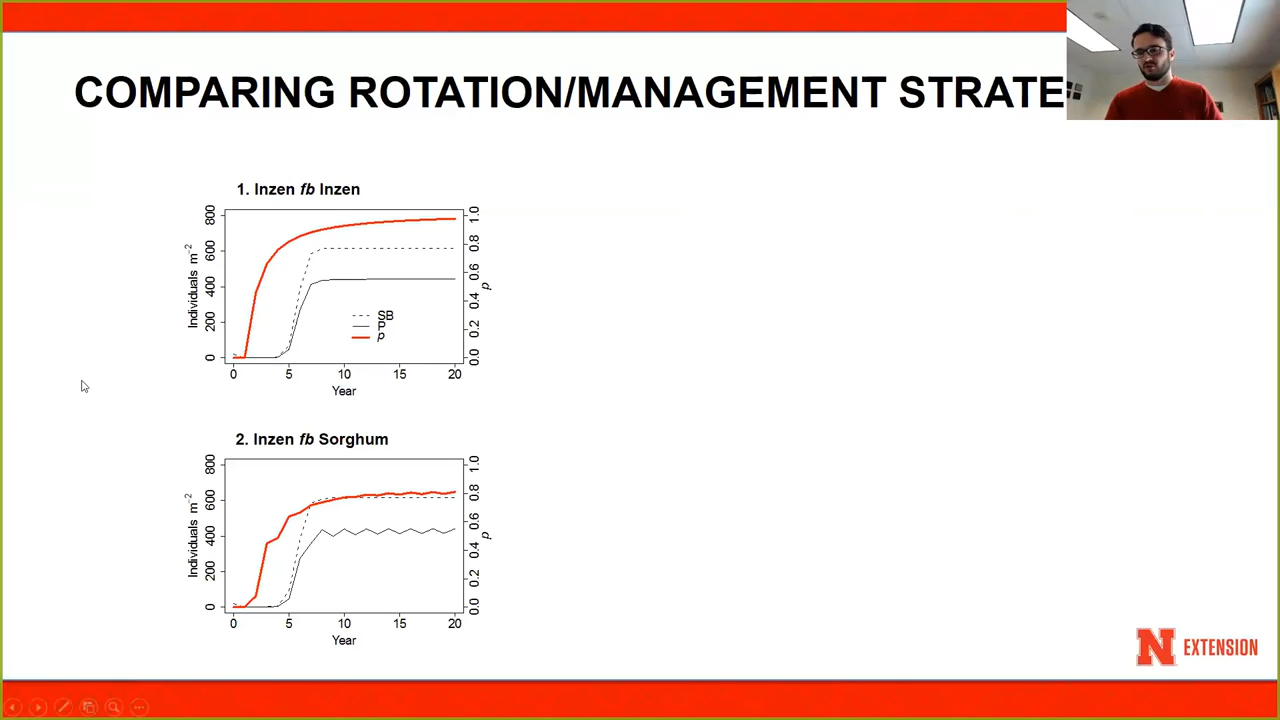 COMPARING ROTATION/MANAGEMENT STRATE
1. Inzen fb Inzen
800
600
400
200
0
Individuals m-2
1.0
0.8
0.6
0.4
0.2
0.0
p
SB
P
p
0 5 10 15 20
Year
2. Inzen fb Sorghum
800
600
400
200
0
Individuals m-2
1.0
0.8
0.6
0.4
0.2
0.0
p
0 5 10 15 20
Year
N EXTENSION